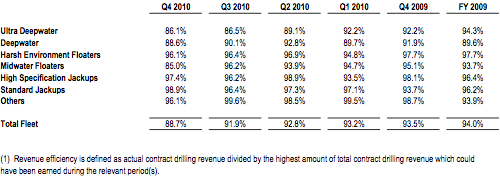 Q4 2010 Q3 2010 Q2 2010 Q1 2010 Q4 2009 FY 2009
Ultra Deepwater 86.1% 86.5% 89.1% 92.2% 92.2% 94.3%
Deepwater 88.6% 90.1% 92.8% 89.7% 91.9% 89.6%
Harsh Environment Floaters 96.1% 96.4% 96.9% 94.8% 97.7% 97.7%
Midwater Floaters 85.0% 96.2% 93.9% 94.7% 95.1% 93.7%
High Specification Jackups 97.4% 96.2% 98.9% 93.5% 98.1% 96.4%
Standard Jackups 98.9% 96.4% 97.3% 97.1% 93.7% 96.2%
Others 96.1% 99.6% 98.5% 99.5% 98.7% 93.9%
Total Fleet 88.7% 91.9% 92.8% 93.2% 93.5% 94.0%
(1) Revenue efficiency is defined as actual contract drilling revenue divided by the highest amount of total contract drilling revenue which could
have been earned during the relevant period(s).